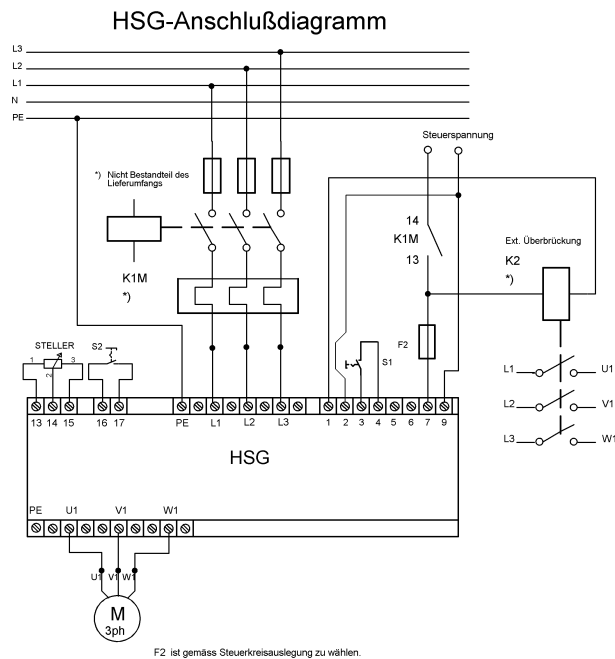 HSG-Anschlußdiagramm
L3
L2
L1
N
PE
Steuerspannung
*) Nicht Bestandteil des
Lieferumfangs
14
K1M
13
Ext. Überbrückung
K2
*)
K1M
*)
STELLER
1
2
3
S2
F2
S1
L1
U1
L2
V1
L3
W1
13 14 15 16 17 PE L1 L2 L3 1 2 3 4 5 6 7 9
HSG
PE U1 V1 W1
U1 V1 W1
M
3ph
F2 ist gemäss Steuerkreisauslegung zu wählen.